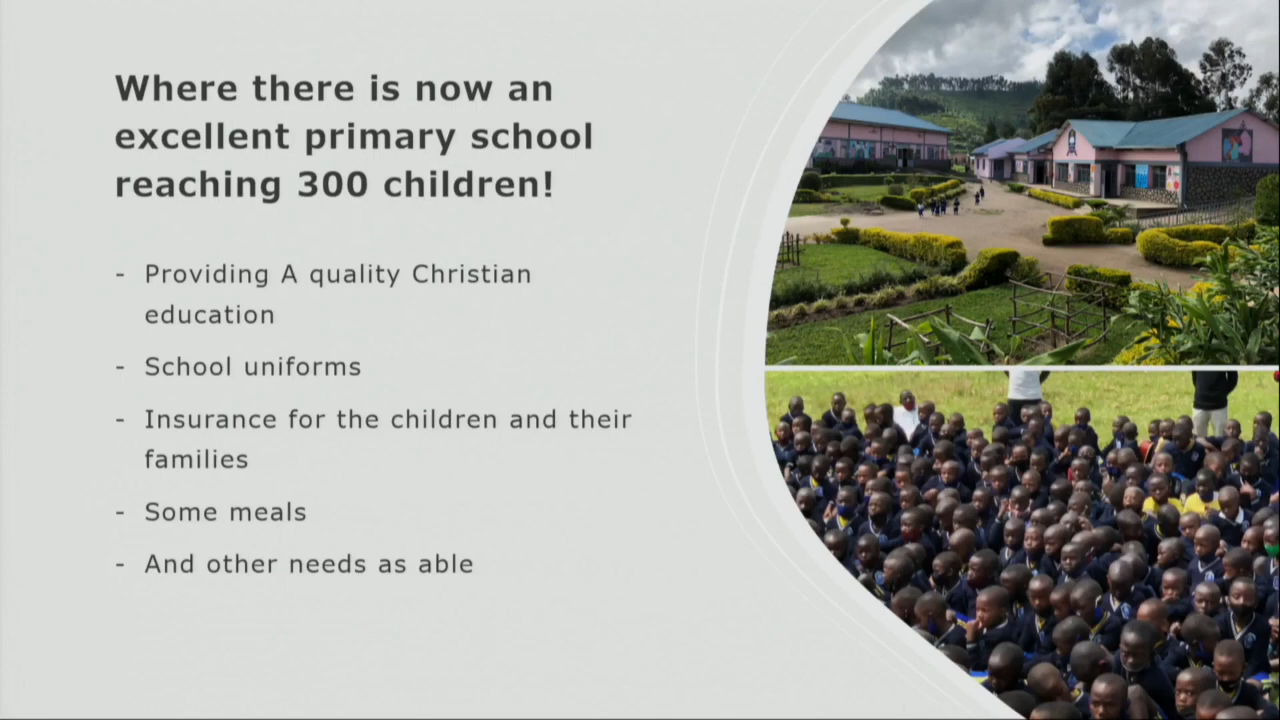 Where there is now an
excellent primary school
reaching 300 children!
- Providing A quality Christian
education
- School uniforms
- Insurance for the children and their
families
- Some meals
- And other needs as able